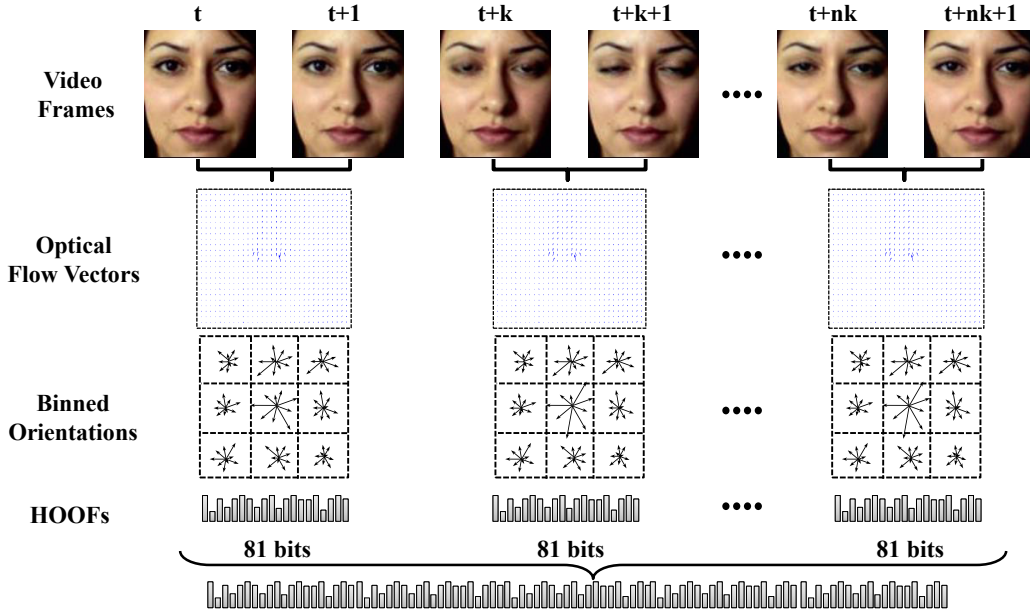 t t+1 t+k t+k+1 t+nk t+nk+1
Video
Frames
Optical
Flow Vectors
Binned
Orientations
HOOFs
81 bits 81 bits 81 bits